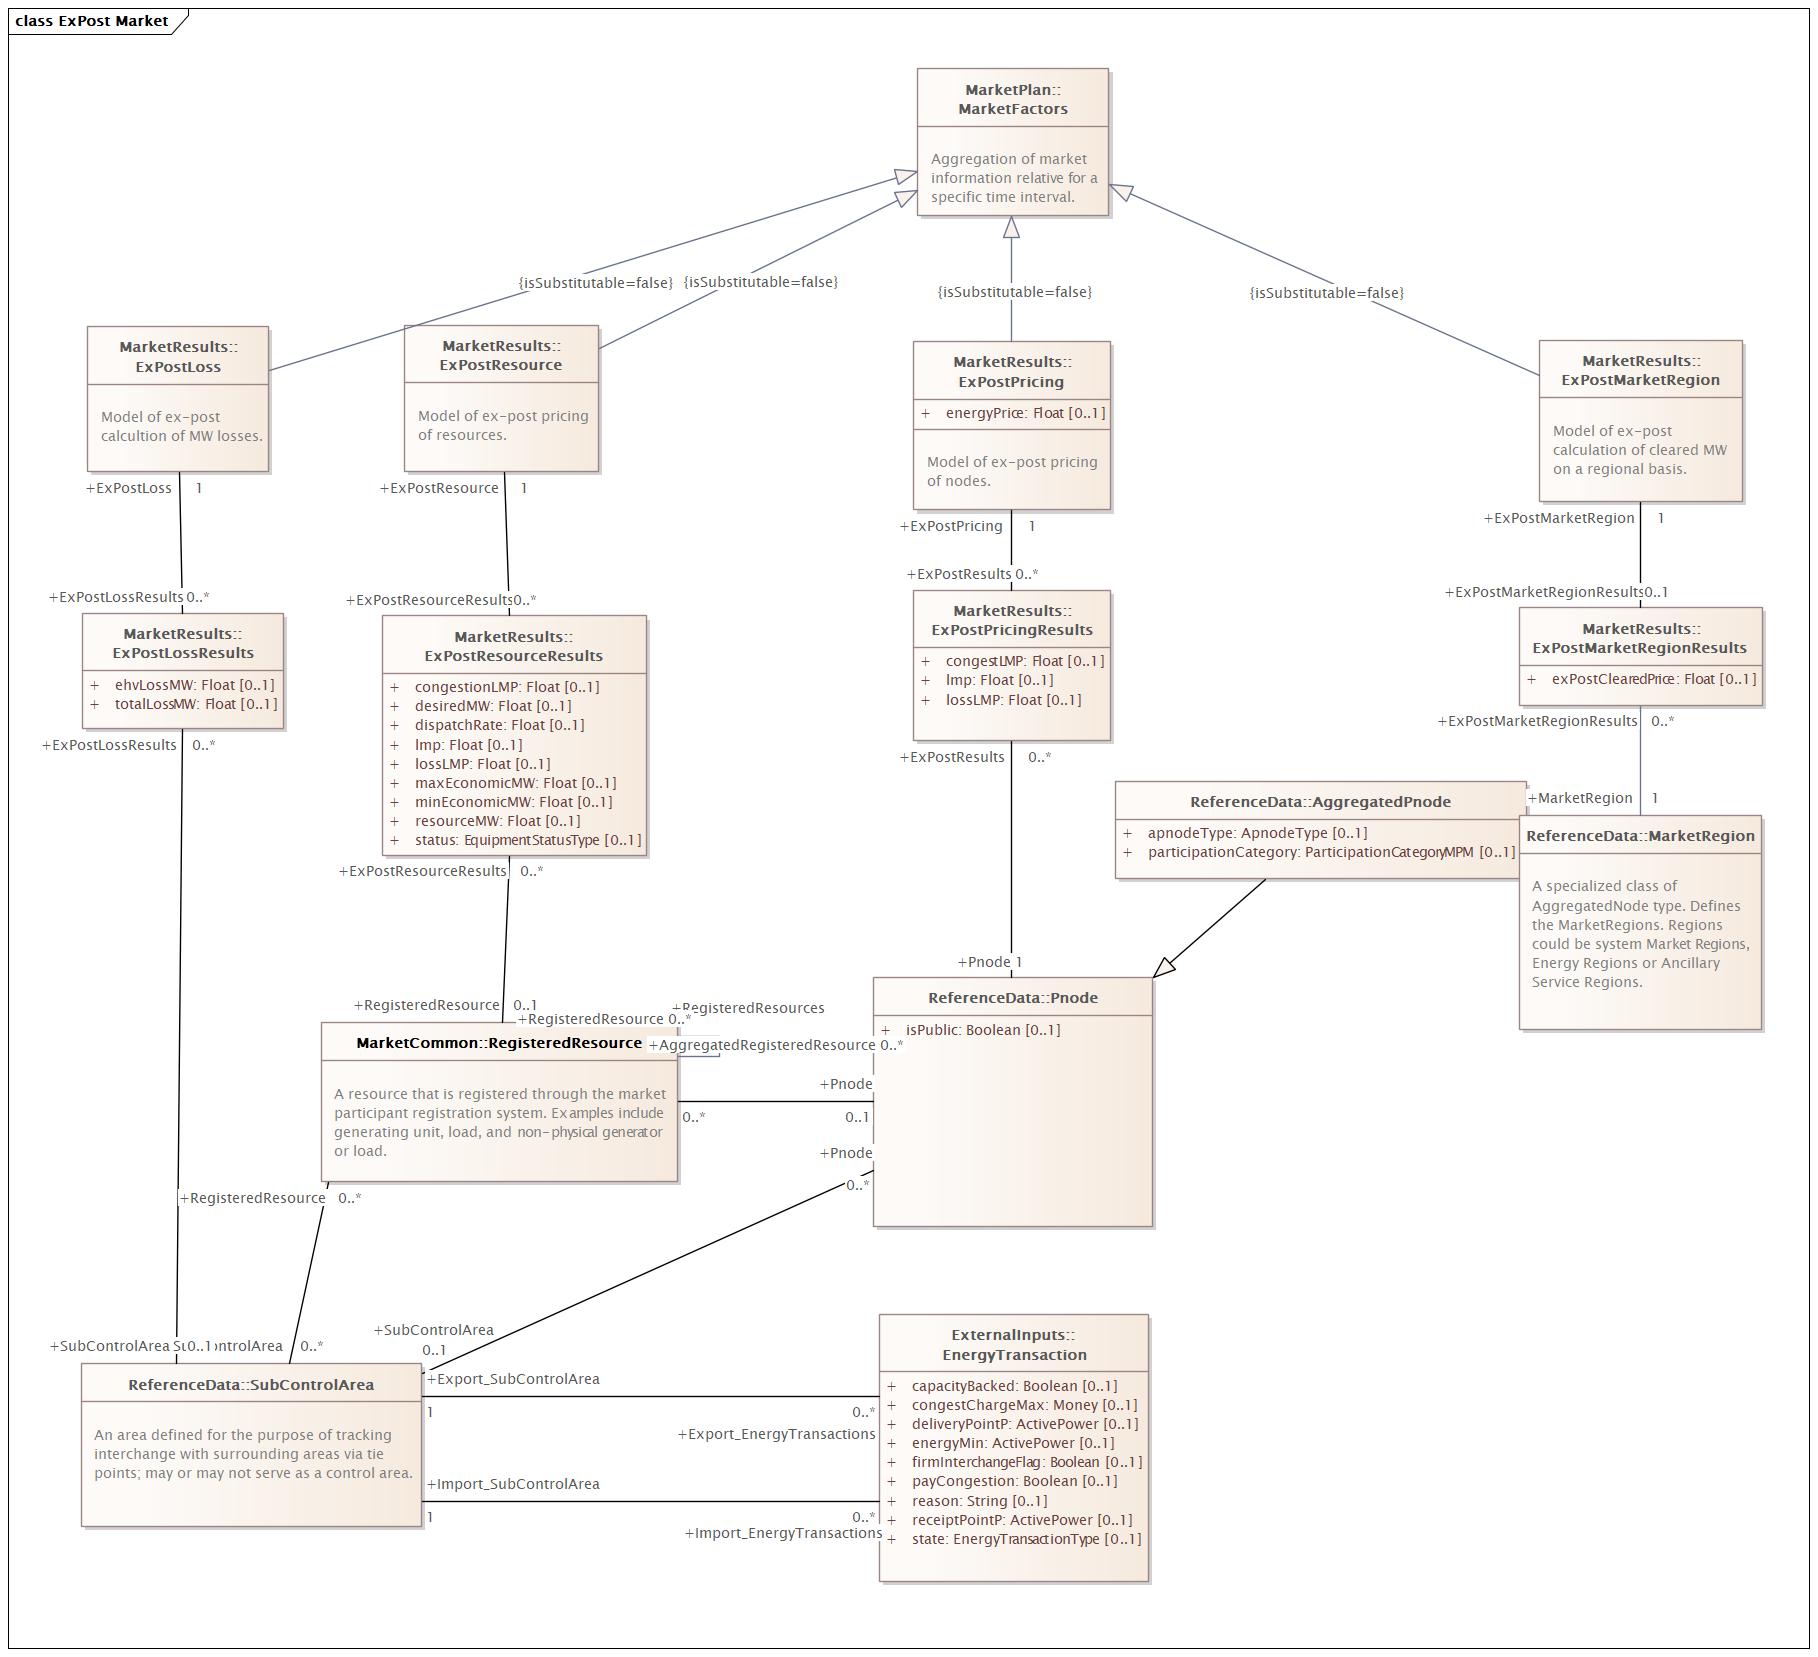 class ExPost Market
MarketPlan::
MarketFactors
Aggregation of market
information relative for a
specific time interval.
{isSubstitutable=false}
{isSubstitutable=false}
{isSubstitutable=false}
{isSubstitutable=false}
MarketResults::
ExPostLoss
Model of ex-post
calcultion of MW losses.
+ExPostLoss 1
MarketResults::
ExPostResource
Model of ex-post pricing
of resources.
+ExPostResource 1
MarketResults::
ExPostPricing
+ energyPrice: Float [0..1]
Model of ex-post pricing
of nodes.
+ExPostPricing 1
MarketResults::
ExPostMarketRegion
Model of ex-post
calculation of cleared MW
on a regional basis.
+ExPostMarketRegion 1
+ExPostLossResults 0..*
MarketResults::
ExPostLossResults
+ ehvLossMW: Float [0..1]
+ totalLossMW: Float [0..1]
+ExPostLossResults 0..*
+ExPostResourceResults 0..*
MarketResults::
ExPostResourceResults
+ congestionLMP: Float [0..1]
+ desiredMW: Float [0..1]
+ dispatchRate: Float [0..1]
+ lmp: Float [0..1]
+ lossLMP: Float [0..1]
+ maxEconomicMW: Float [0..1]
+ minEconomicMW: Float [0..1]
+ resourceMW: Float [0..1]
+ status: EquipmentStatusType [0..1]
+ExPostResourceResults 0..*
+ExPostResults 0..*
MarketResults::
ExPostPricingResults
+ congestLMP: Float [0..1]
+ lmp: Float [0..1]
+ lossLMP: Float [0..1]
+ExPostResults 0..*
+ExPostMarketRegionResults 0..1
MarketResults::
ExPostMarketRegionResults
+ exPostClearedPrice: Float [0..1]
+ExPostMarketRegionResults 0..*
ReferenceData::AggregatedPnode
+ apnodeType: ApnodeType [0..1]
+ participationCategory: ParticipationCategoryMPM [0..1]
+MarketRegion 1
ReferenceData::MarketRegion
A specialized class of
AggregatedNode type. Defines
the MarketRegions. Regions
could be system Market Regions,
Energy Regions or Ancillary
Service Regions.
+Pnode 1
ReferenceData::Pnode
+ isPublic: Boolean [0..1]
+RegisteredResource 0..1
+RegisteredResources
+RegisteredResource 0..*
MarketCommon::RegisteredResource
+AggregatedRegisteredResource 0..*
A resource that is registered through the market
participant registration system. Examples include
generating unit, load, and non-physical generator
or load.
+Pnode
0..* 0..1
+Pnode
0..*
+RegisteredResource 0..*
+SubControlArea
0..1
+SubControlArea 0..1 ntrolArea 0..*
ReferenceData::SubControlArea
An area defined for the purpose of tracking
interchange with surrounding areas via tie
points; may or may not serve as a control area.
+Export_SubControlArea
1 0..*
+Export_EnergyTransactions
+Import_SubControlArea
1 0..*
+Import_EnergyTransactions
ExternalInputs::
EnergyTransaction
+ capacityBacked: Boolean [0..1]
+ congestChargeMax: Money [0..1]
+ deliveryPointP: ActivePower [0..1]
+ energyMin: ActivePower [0..1]
+ firmInterchangeFlag: Boolean [0..1]
+ payCongestion: Boolean [0..1]
+ reason: String [0..1]
+ receiptPointP: ActivePower [0..1]
+ state: EnergyTransactionType [0..1]